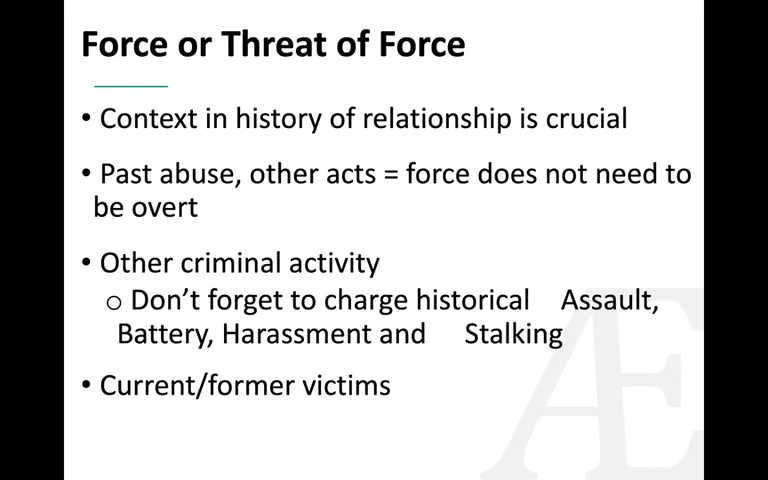 Force or Threat of Force
• Context in history of relationship is crucial
• Past abuse, other acts = force does not need to
be overt
• Other criminal activity
o Don’t forget to charge historical Assault,
Battery, Harassment and Stalking
• Current/former victims
Æ